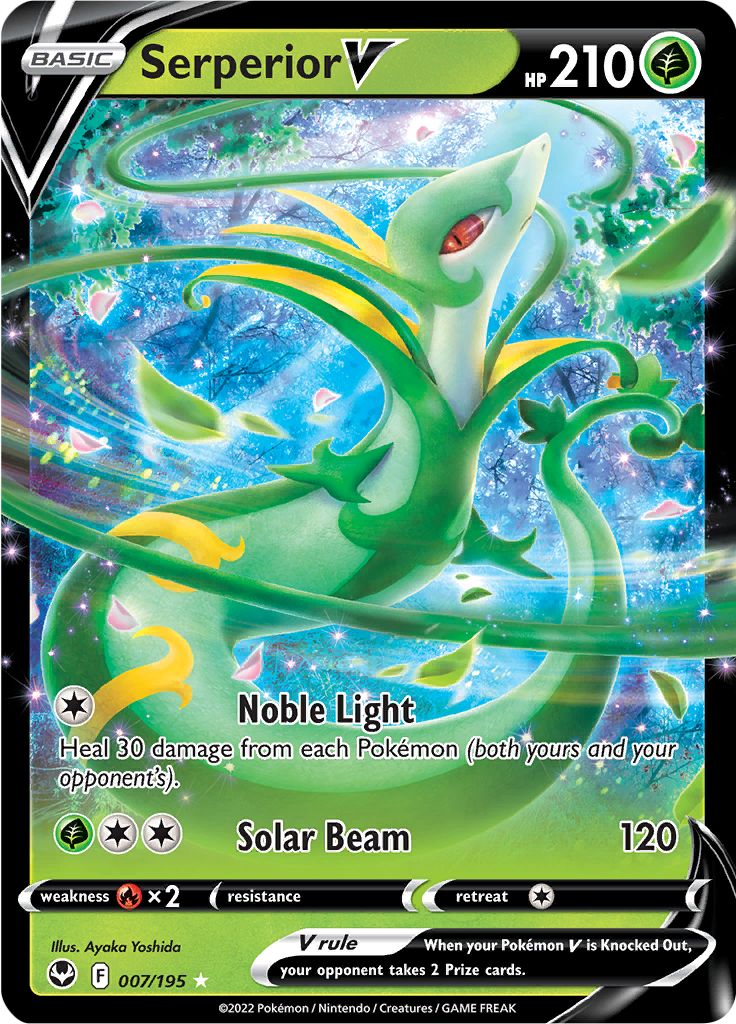 BASIC
Serperior V
HP 210
Noble Light
Heal 30 damage from each Pokémon (both yours and your
opponent's).
Solar Beam 120
weakness ×2 resistance retreat
Illus. Ayaka Yoshida
V rule When your Pokémon V is Knocked Out,
your opponent takes 2 Prize cards.
F 007/195
©2022 Pokémon / Nintendo / Creatures / GAME FREAK